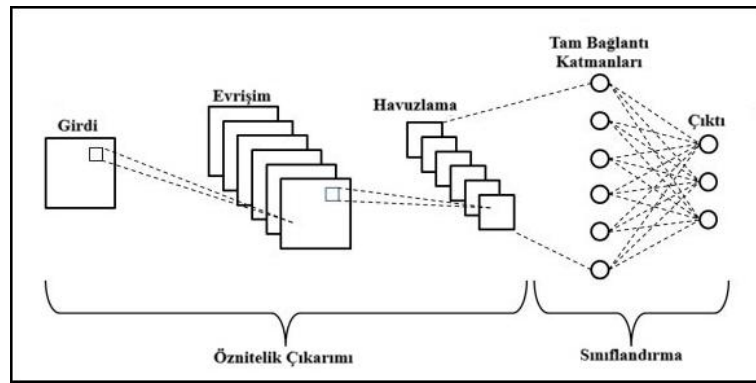 Tam Bağlantı
Katmanları
Evrişim
Havuzlama
Çıktı
Girdi
Öznitelik Çıkarımı
Sınıflandırma